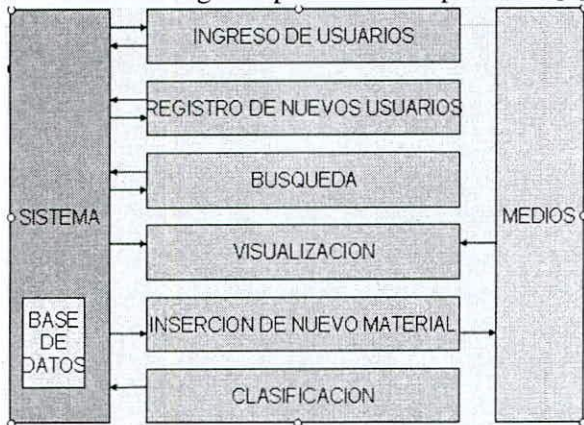 INGRESO DE USUARIOS
REGISTRO DE NUEVOS USUARIOS
BUSQUEDA
SISTEMA
MEDIOS
VISUALIZACION
BASE
DE
DATOS
INSERCION DE NUEVO MATERIAL
CLASIFICACION